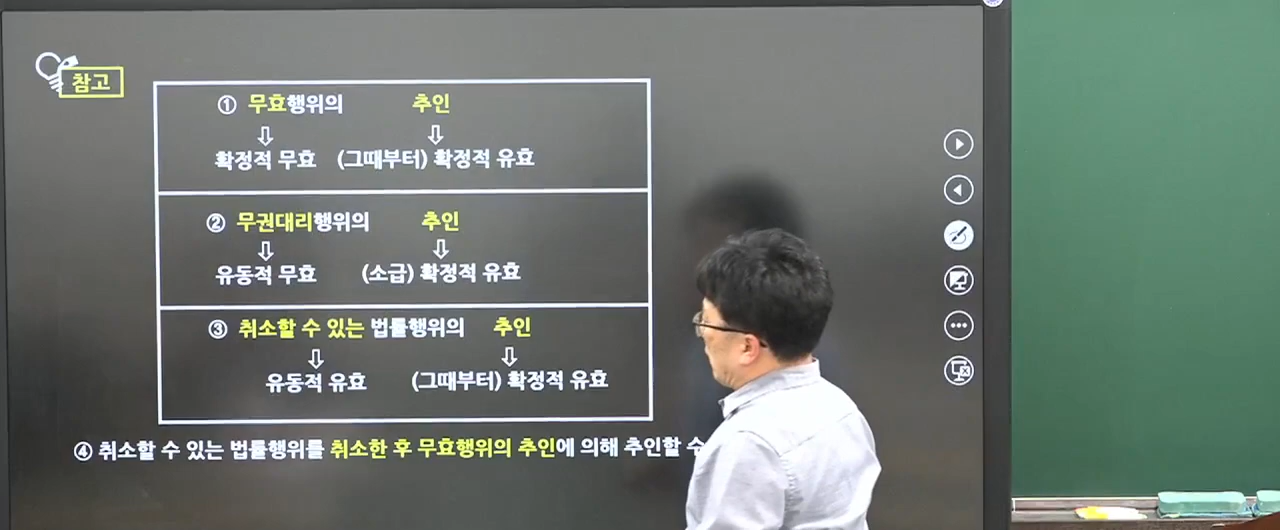 참고
① 무효행위의 추인
⇩ ⇩
확정적 무효 (그때부터) 확정적 유효
② 무권대리행위의 추인
⇩ ⇩
유동적 무효 (소급) 확정적 유효
③ 취소할 수 있는 법률행위의 추인
⇩ ⇩
유동적 유효 (그때부터) 확정적 유효
④ 취소할 수 있는 법률행위를 취소한 후 무효행위의 추인에 의해 추인할 수